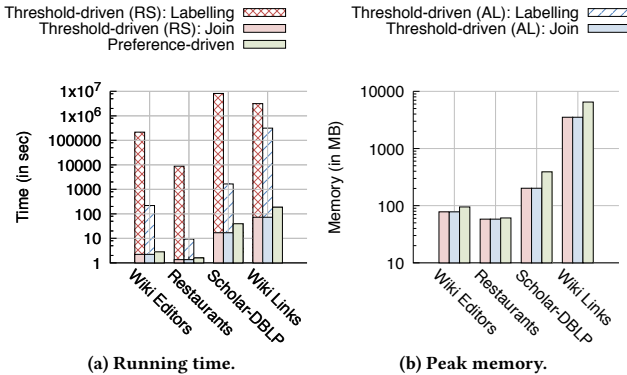 Threshold-driven (RS): Labelling
Threshold-driven (RS): Join
Preference-driven
Threshold-driven (AL): Labelling
Threshold-driven (AL): Join
Time (in sec)
1x10^7
1x10^6
100000
10000
1000
100
10
1
Wiki Editors
Restaurants
Scholar-DBLP
Wiki Links
(a) Running time.
Memory (in MB)
10000
1000
100
10
Wiki Editors
Restaurants
Scholar-DBLP
Wiki Links
(b) Peak memory.